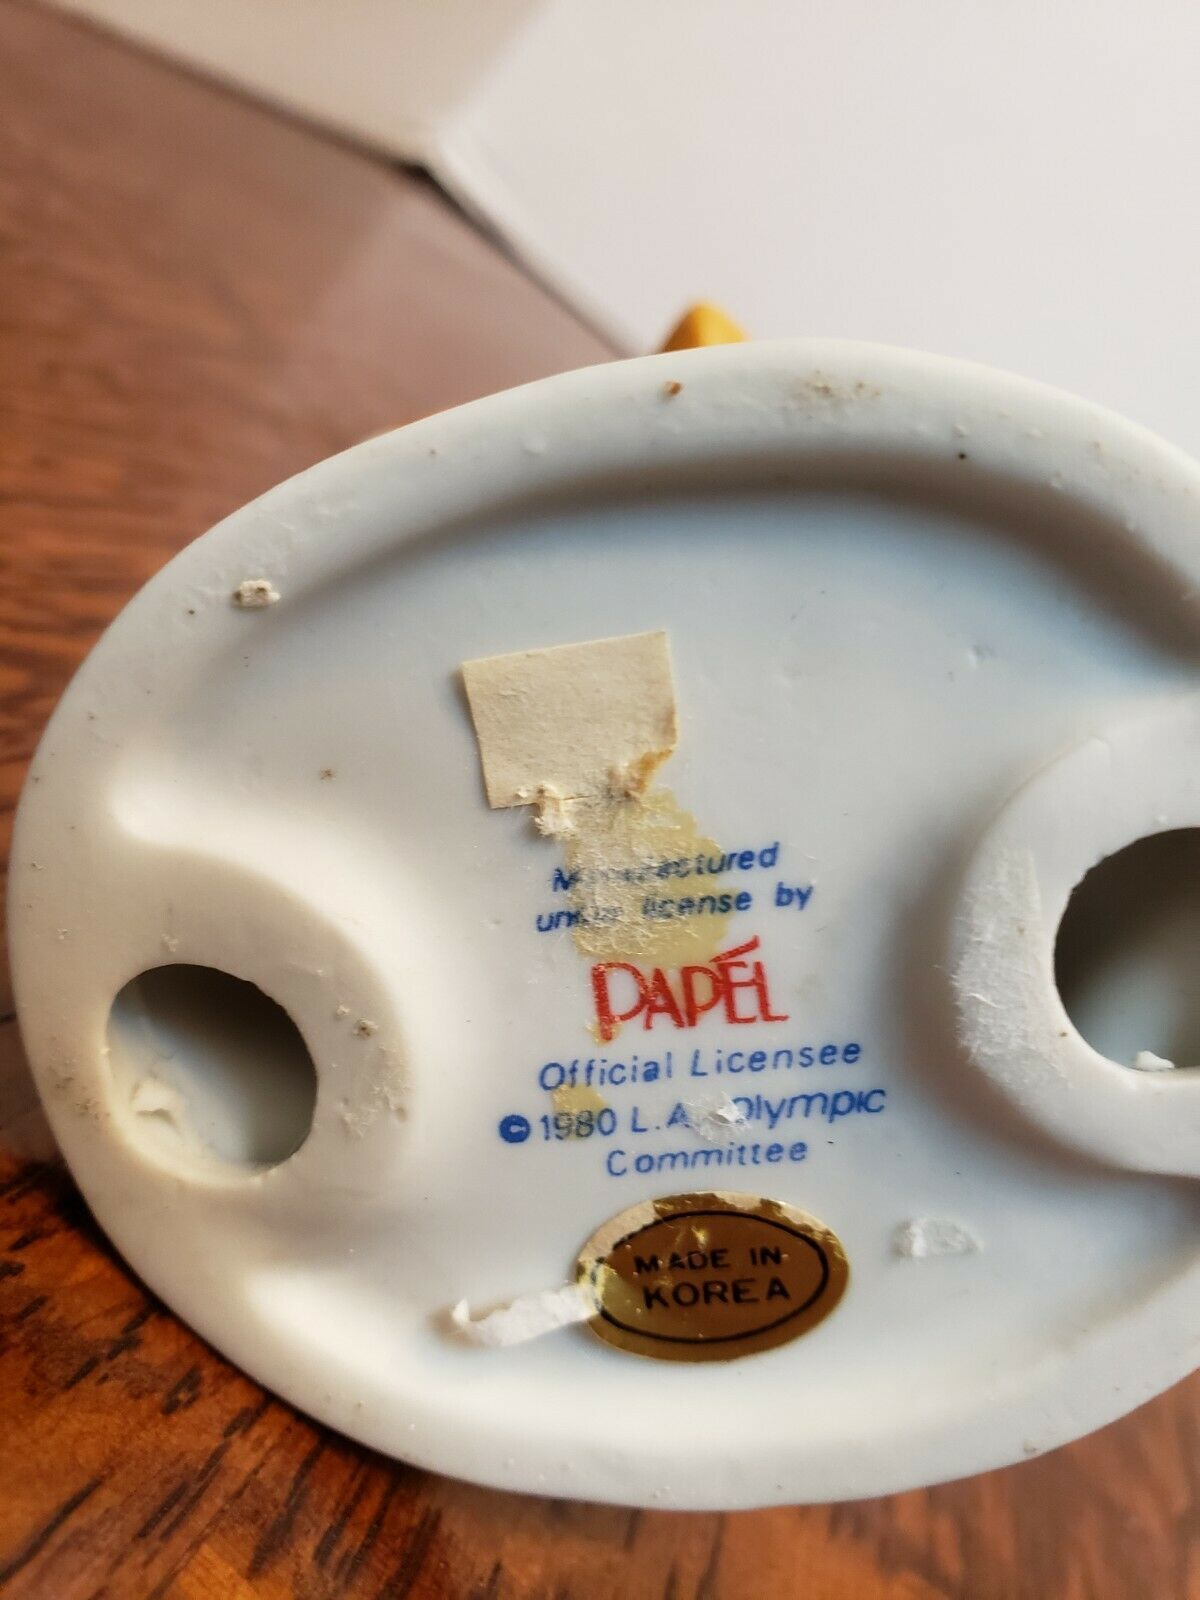 Manufactured
under license by
PAPÉL
Official Licensee
© 1980 L.A. Olympic
Committee
MADE IN
KOREA